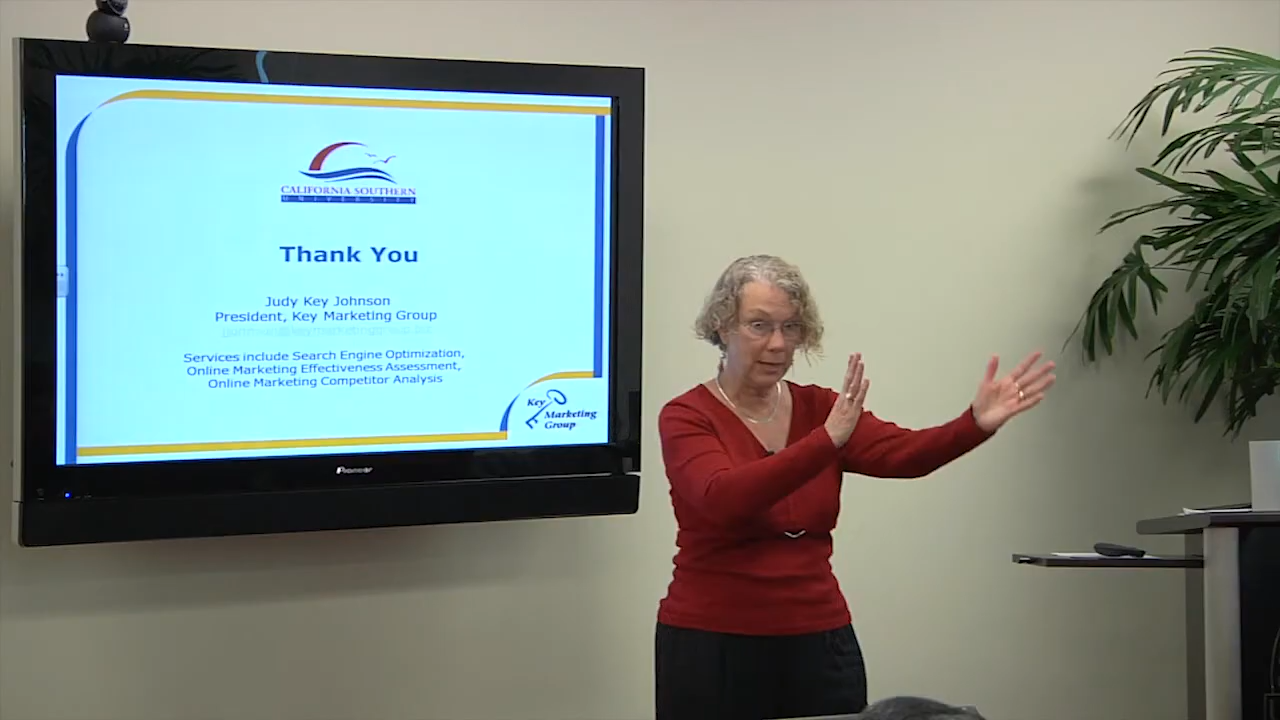 CALIFORNIA SOUTHERN
UNIVERSITY
Thank You
Judy Key Johnson
President, Key Marketing Group
Services include Search Engine Optimization,
Online Marketing Effectiveness Assessment,
Online Marketing Competitor Analysis
Key
Marketing
Group
Pioneer